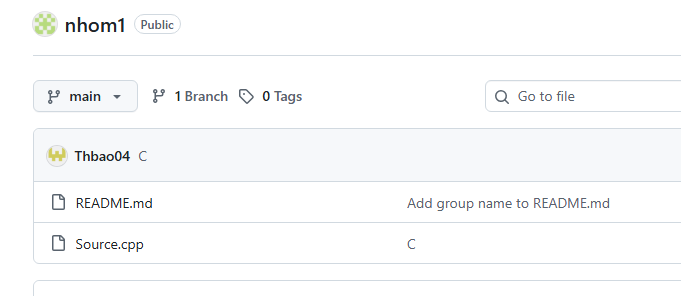 nhom1 Public
main 1 Branch 0 Tags Go to file
Thbao04 C
README.md Add group name to README.md
Source.cpp C